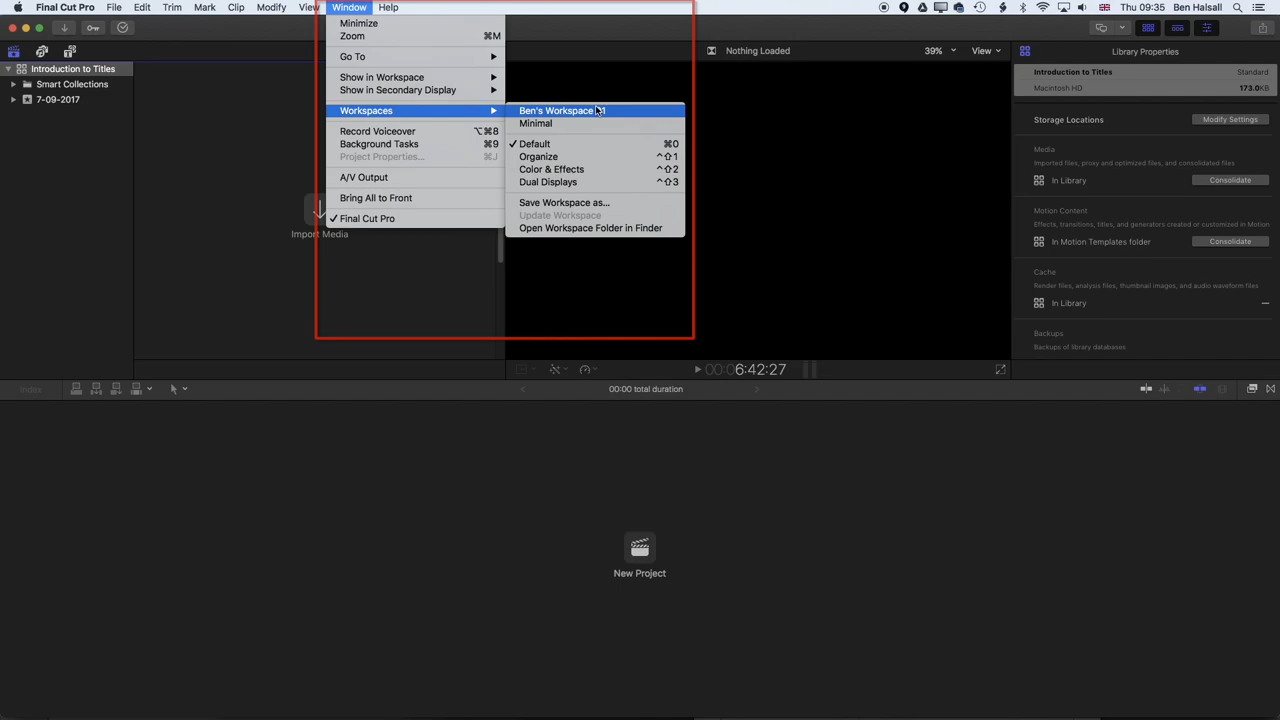 Final Cut Pro File Edit Trim Mark Clip Modify View Window Help Thu 09:35 Ben Halsall
Minimize
Zoom ⌘M
Go To
Show in Workspace
Show in Secondary Display
Workspaces
Record Voiceover ⌥⌘8
Background Tasks ⌘9
Project Properties... ⌘J
A/V Output
Bring All to Front
✓ Final Cut Pro
Ben's Workspace
Minimal
✓ Default ⌘0
Organize ^⇧1
Color & Effects ^⇧2
Dual Displays ^⇧3
Save Workspace as...
Update Workspace
Open Workspace Folder in Finder
Introduction to Titles
Smart Collections
7-09-2017
Import Media
Nothing Loaded 39% View
Library Properties
Introduction to Titles Standard
Macintosh HD 173.0KB
Storage Locations Modify Settings
Media
Imported files, proxy and optimized files, and consolidated files
In Library Consolidate
Motion Content
Effects, transitions, titles, and generators created or customized in Motion
In Motion Templates folder Consolidate
Cache
Render files, analysis files, thumbnail images, and audio waveform files
In Library
Backups
Backups of library databases
00:06:42:27
Index
00:00 total duration
New Project